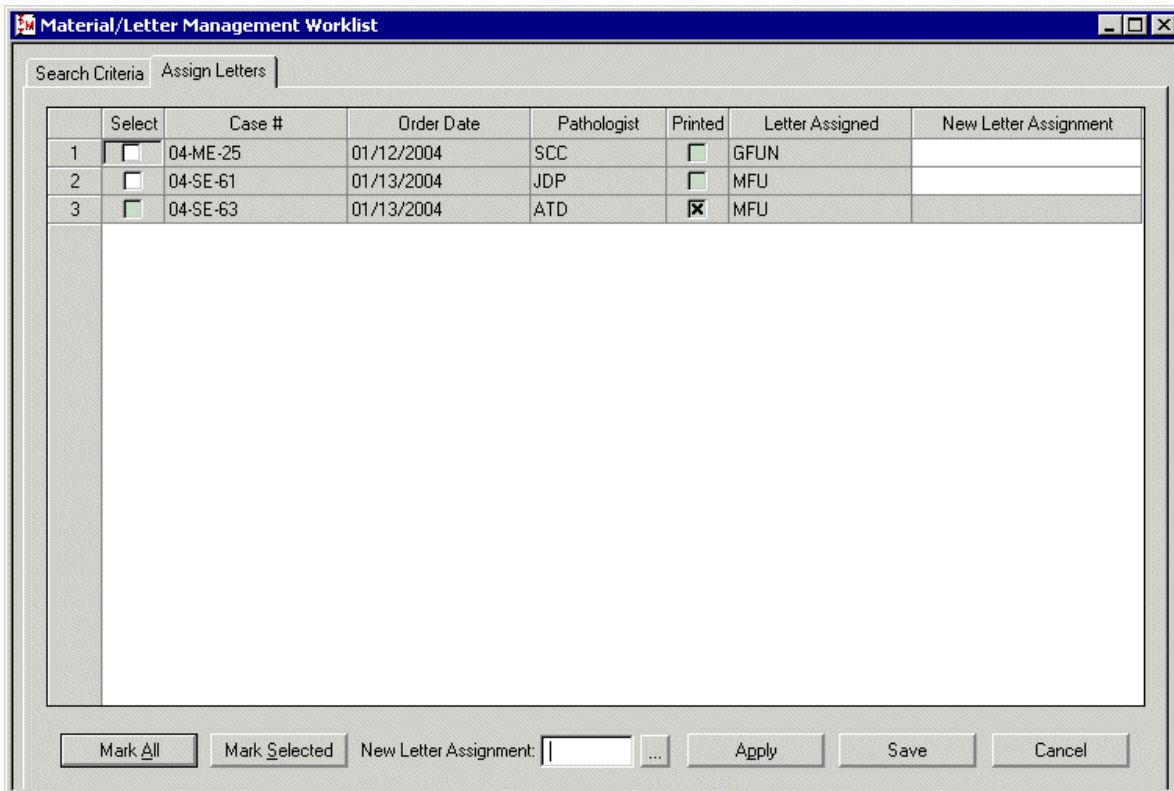 Material/Letter Management Worklist
Search Criteria Assign Letters
Select Case # Order Date Pathologist Printed Letter Assigned New Letter Assignment
1 04-ME-25 01/12/2004 SCC GFUN
2 04-SE-61 01/13/2004 JDP MFU
3 04-SE-63 01/13/2004 ATD MFU
Mark All Mark Selected New Letter Assignment: ... Apply Save Cancel